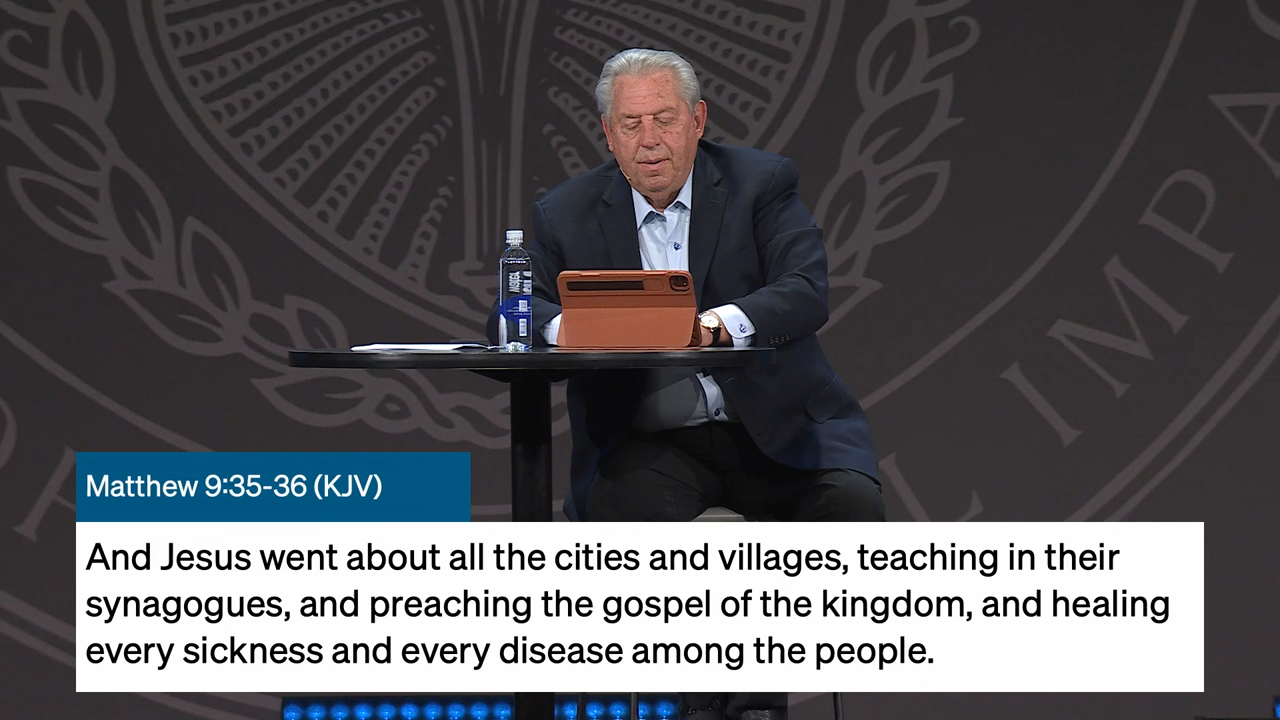 IMPA
L
Matthew 9:35-36 (KJV)
And Jesus went about all the cities and villages, teaching in their
synagogues, and preaching the gospel of the kingdom, and healing
every sickness and every disease among the people.